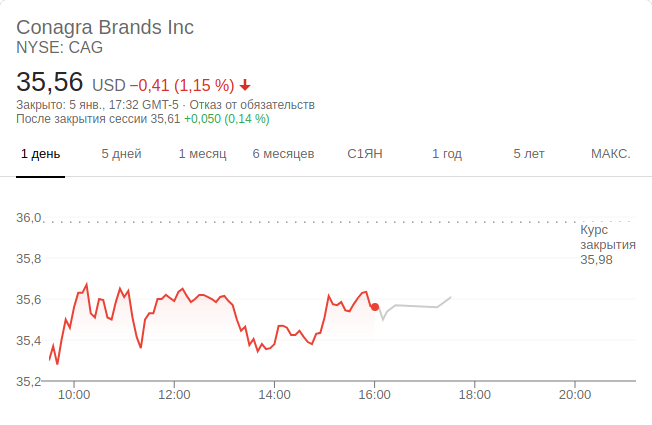 Conagra Brands Inc
NYSE: CAG
35,56 USD −0,41 (1,15 %)
Закрыто: 5 янв., 17:32 GMT-5 · Отказ от обязательств
После закрытия сессии 35,61 +0,050 (0,14 %)
1 день 5 дней 1 месяц 6 месяцев С1ЯН 1 год 5 лет МАКС.
36,0
Курс
закрытия
35,98
35,8
35,6
35,4
35,2
10:00 12:00 14:00 16:00 18:00 20:00